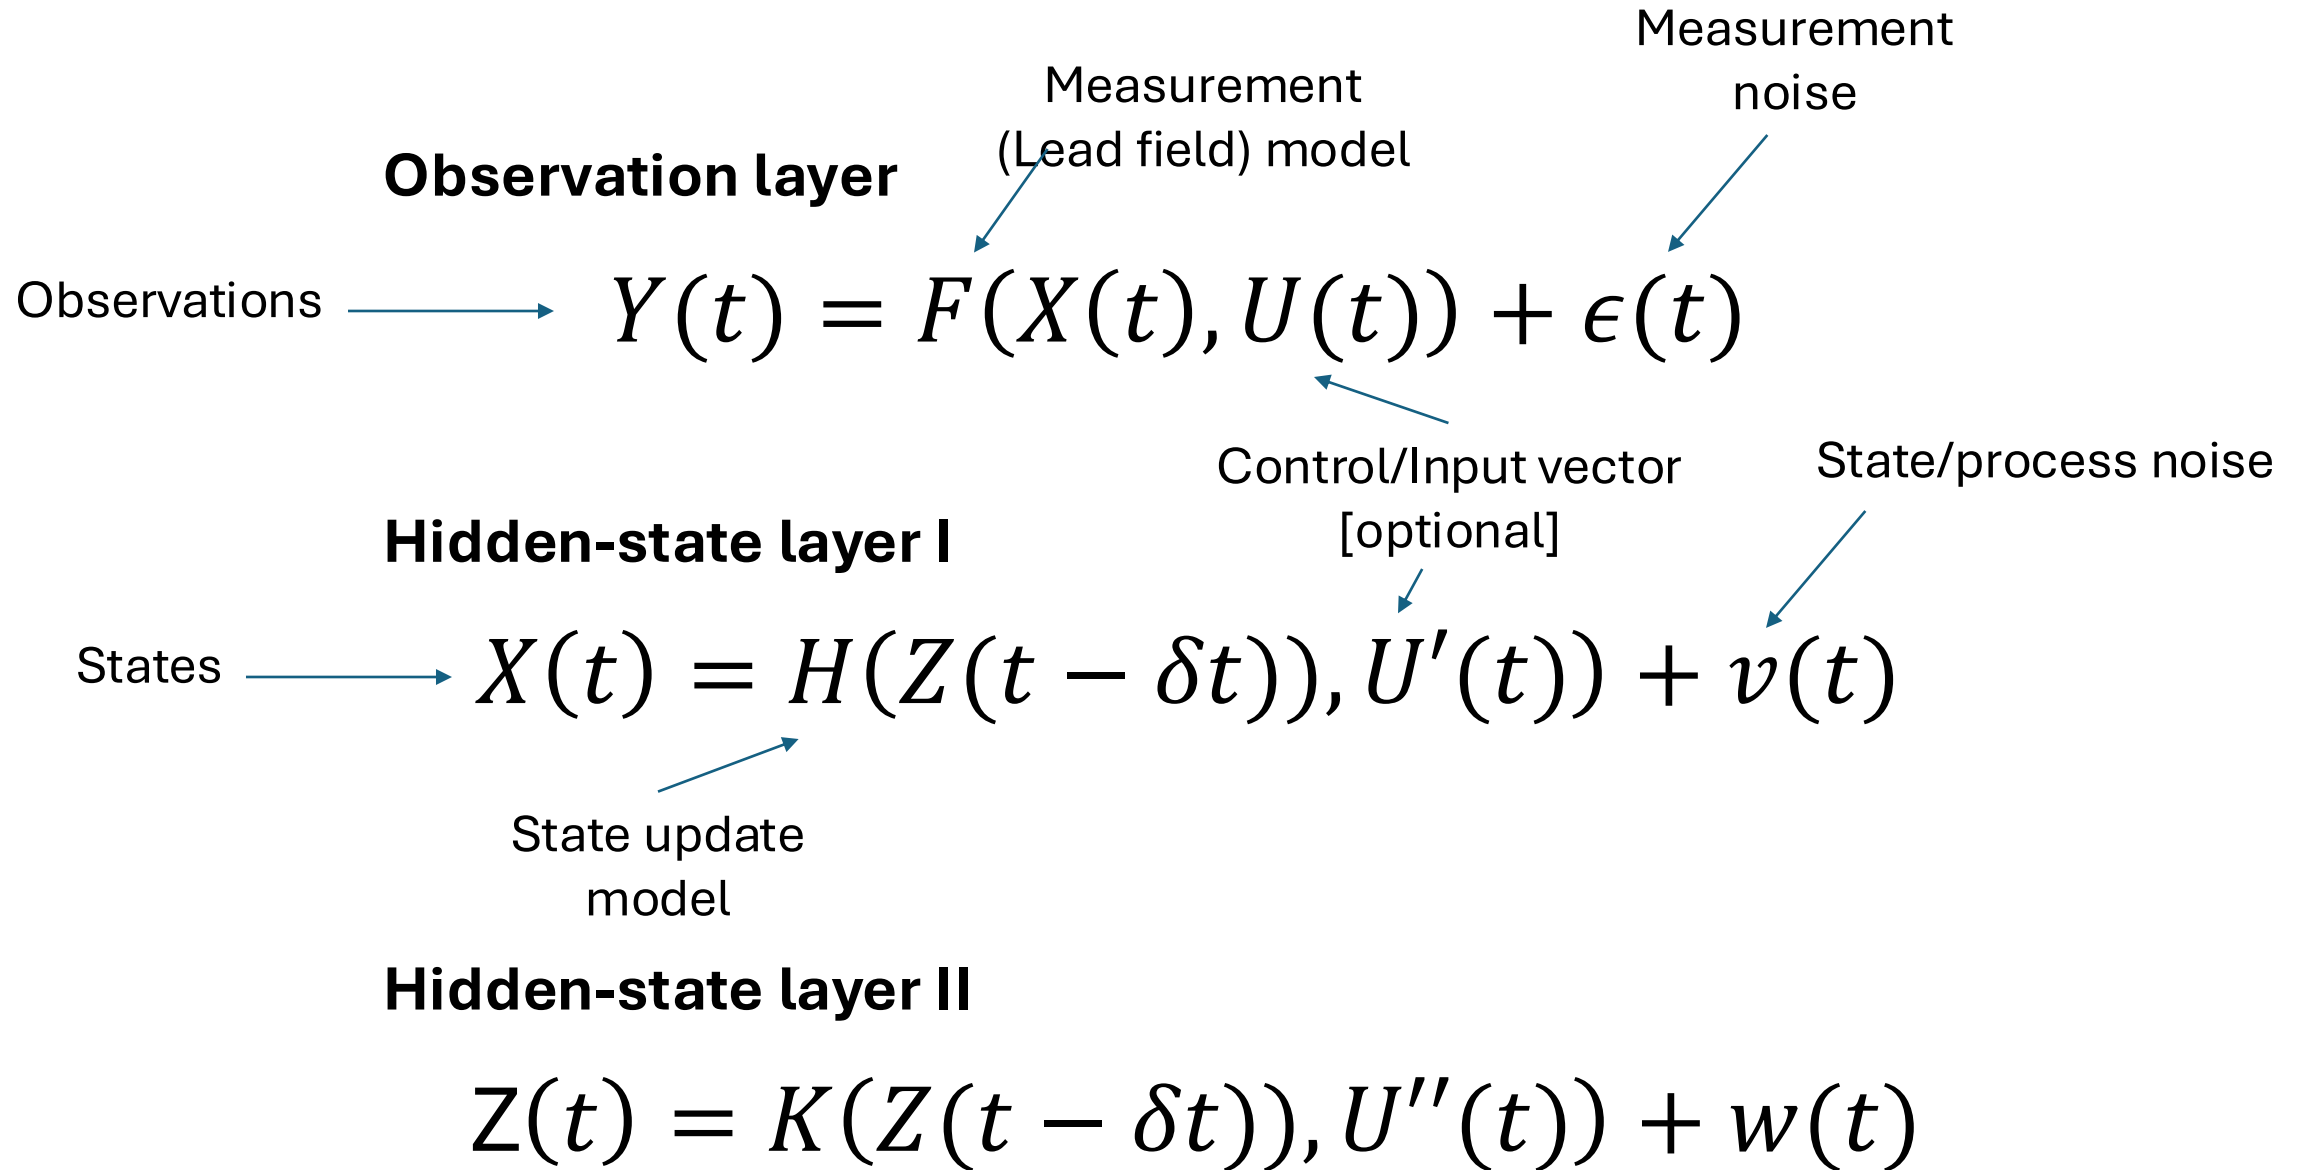 Measurement
noise
Measurement
(Lead field) model
Observation layer
Observations
Y(t) = F(X(t), U(t)) + ϵ(t)
Control/Input vector
[optional]
State/process noise
Hidden-state layer I
States
X(t) = H(Z(t − δt)), U′(t)) + v(t)
State update
model
Hidden-state layer II
Z(t) = K(Z(t − δt)), U′′(t)) + w(t)